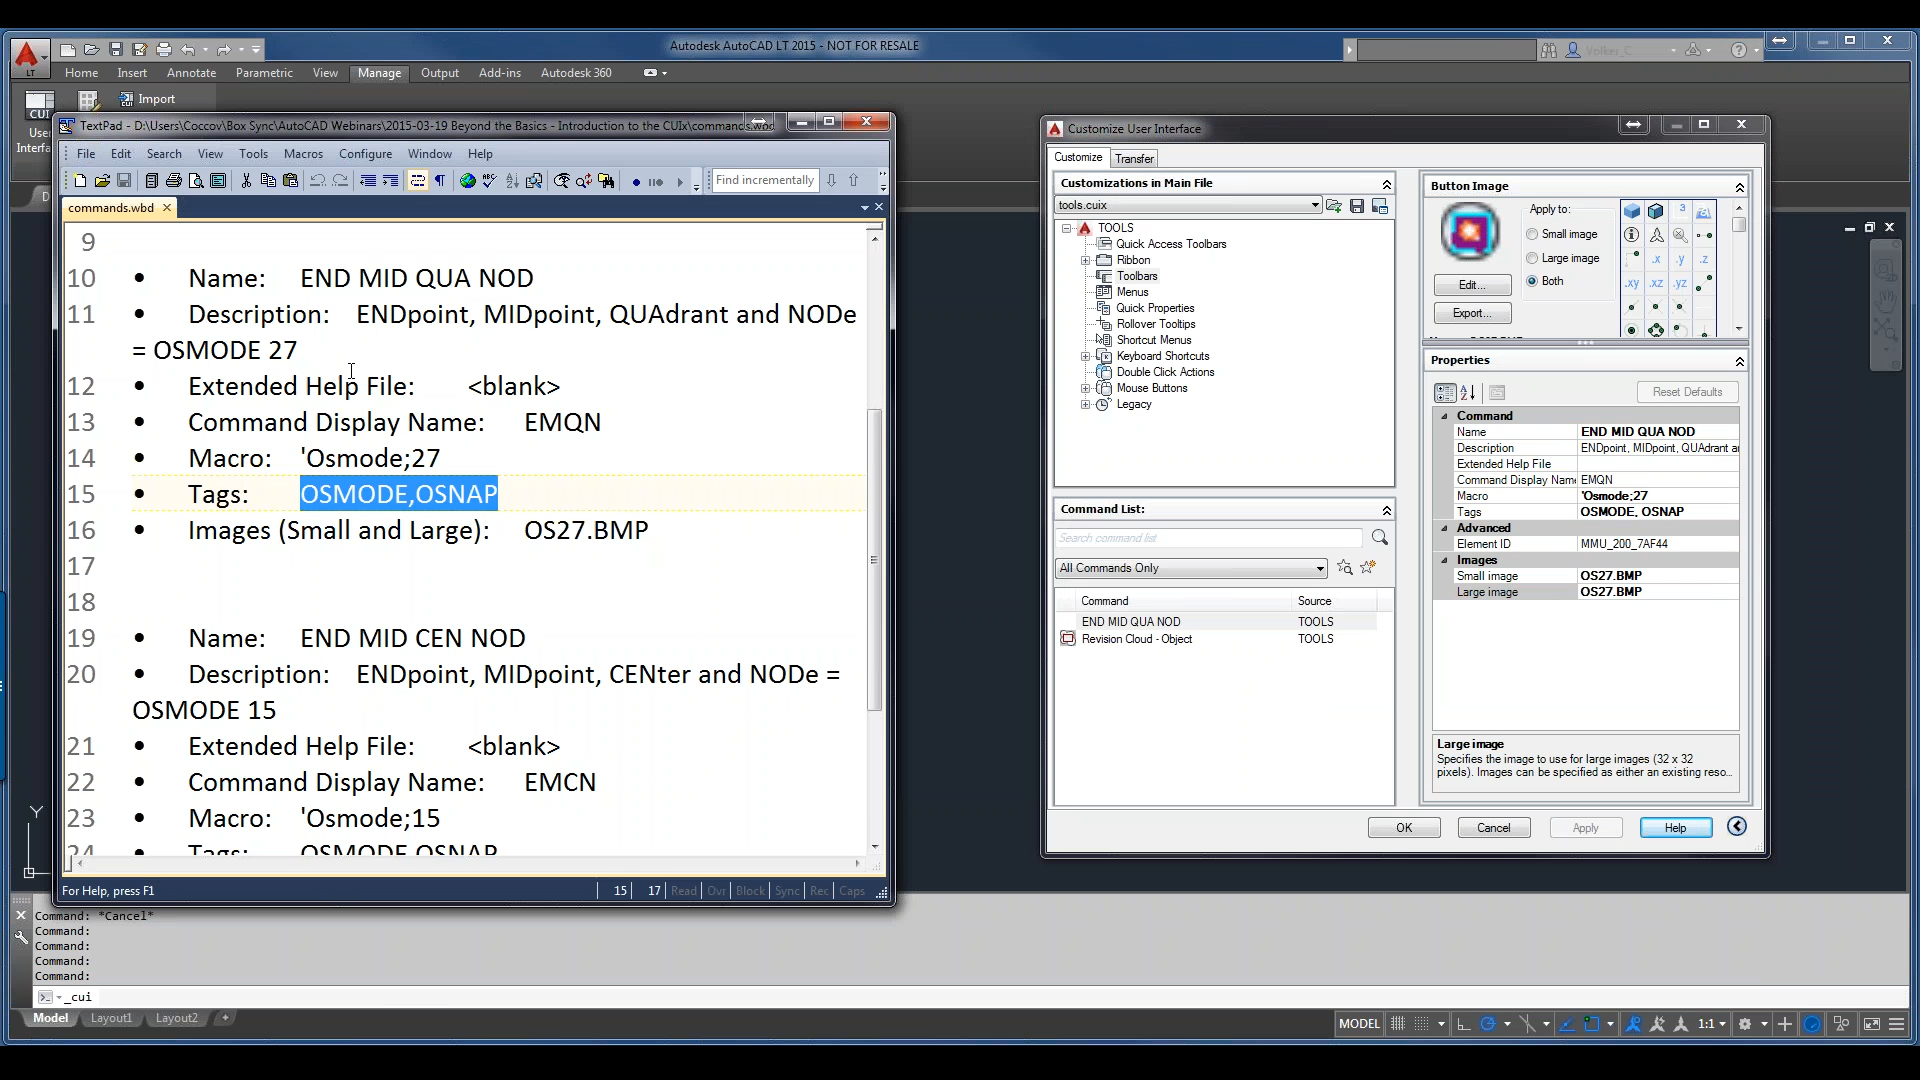 Autodesk AutoCAD LT 2015 - NOT FOR RESALE
LT
Home Insert Annotate Parametric View Manage Output Add-ins Autodesk 360
CUI
Import
TextPad - D:\Users\Coccov\Box Sync\AutoCAD Webinars\2015-03-19 Beyond the Basics - Introduction to the CUIx\commands.wbd
File Edit Search View Tools Macros Configure Window Help
Find incrementally
commands.wbd
9
10 • Name: END MID QUA NOD
11 • Description: ENDpoint, MIDpoint, QUAdrant and NODe
= OSMODE 27
12 • Extended Help File: <blank>
13 • Command Display Name: EMQN
14 • Macro: 'Osmode;27
15 • Tags: OSMODE,OSNAP
16 • Images (Small and Large): OS27.BMP
17
18
19 • Name: END MID CEN NOD
20 • Description: ENDpoint, MIDpoint, CENter and NODe =
OSMODE 15
21 • Extended Help File: <blank>
22 • Command Display Name: EMCN
23 • Macro: 'Osmode;15
24 • Tags: OSMODE,OSNAP
For Help, press F1
15 17 Read Ovr Block Sync Rec Caps
Customize User Interface
Customize Transfer
Customizations in Main File
tools.cuix
TOOLS
Quick Access Toolbars
Ribbon
Toolbars
Menus
Quick Properties
Rollover Tooltips
Shortcut Menus
Keyboard Shortcuts
Double Click Actions
Mouse Buttons
Legacy
Command List:
Search command list
All Commands Only
Command Source
END MID QUA NOD TOOLS
Revision Cloud - Object TOOLS
Button Image
Apply to:
Small image
Large image
Both
Edit...
Export...
.x .y .z
.xy .xz .yz
Properties
Reset Defaults
Command
Name END MID QUA NOD
Description ENDpoint, MIDpoint, QUAdrant a
Extended Help File
Command Display Name EMQN
Macro 'Osmode;27
Tags OSMODE, OSNAP
Advanced
Element ID MMU_200_7AF44
Images
Small image OS27.BMP
Large image OS27.BMP
Large image
Specifies the image to use for large images (32 x 32
pixels). Images can be specified as either an existing reso...
OK Cancel Apply Help
Command: *Cancel*
Command:
Command:
Command:
Command:
_cui
Model Layout1 Layout2 +
MODEL 1:1
Y